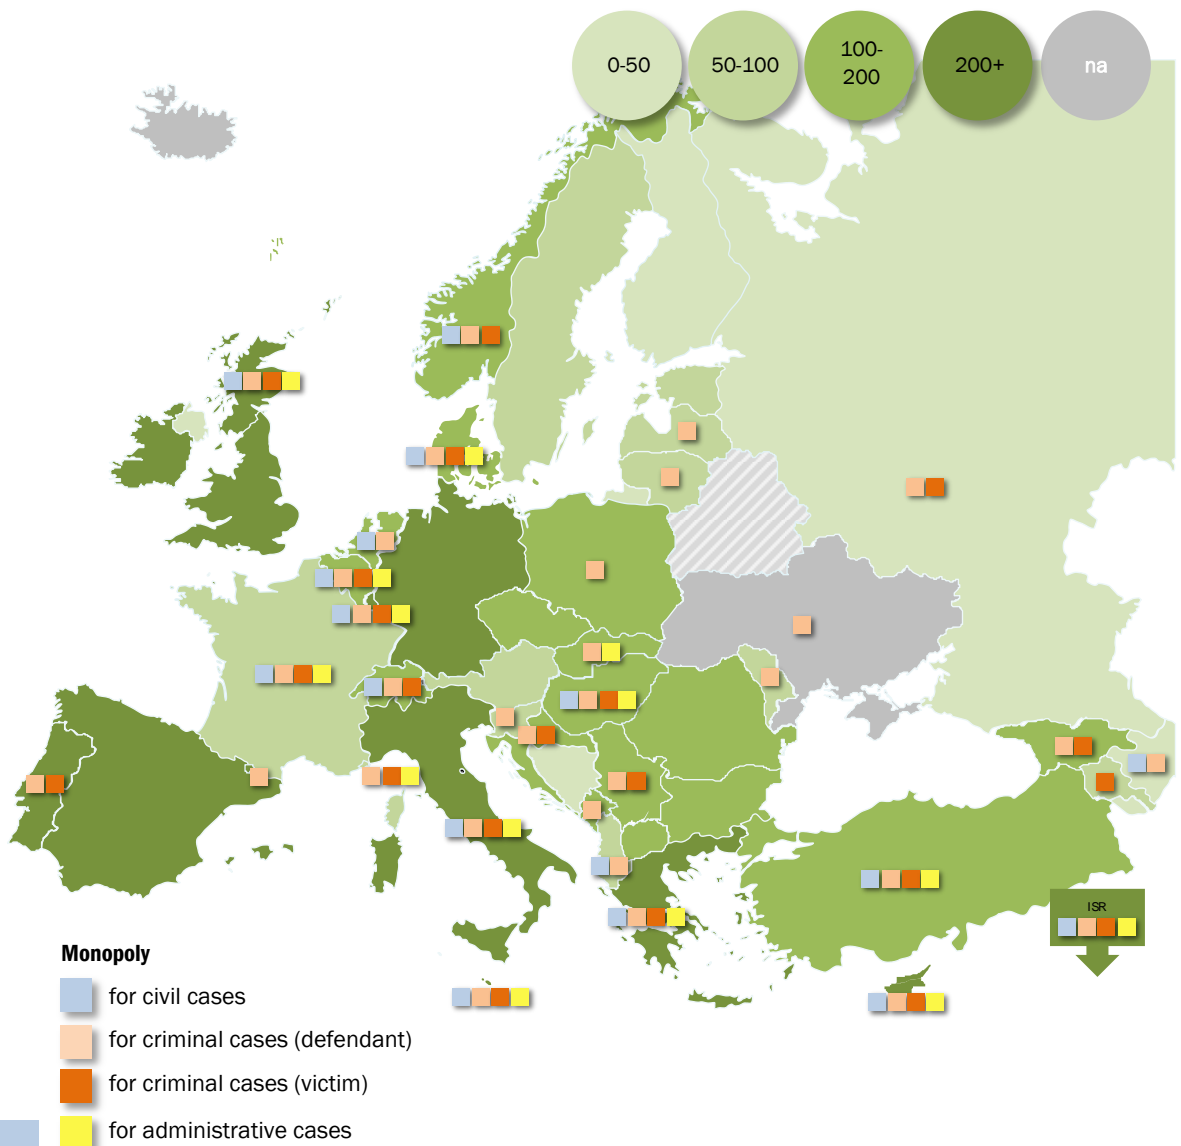 0-50
50-100
100-
200
200+
na
ISR
Monopoly
for civil cases
for criminal cases (defendant)
for criminal cases (victim)
for administrative cases